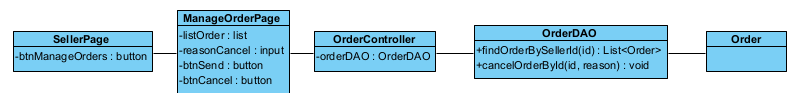 SellerPage
-btnManageOrders : button
ManageOrderPage
-listOrder : list
-reasonCancel : input
-btnSend : button
-btnCancel : button
OrderController
-orderDAO : OrderDAO
OrderDAO
+findOrderBySellerId(id) : List<Order>
+cancelOrderById(id, reason) : void
Order